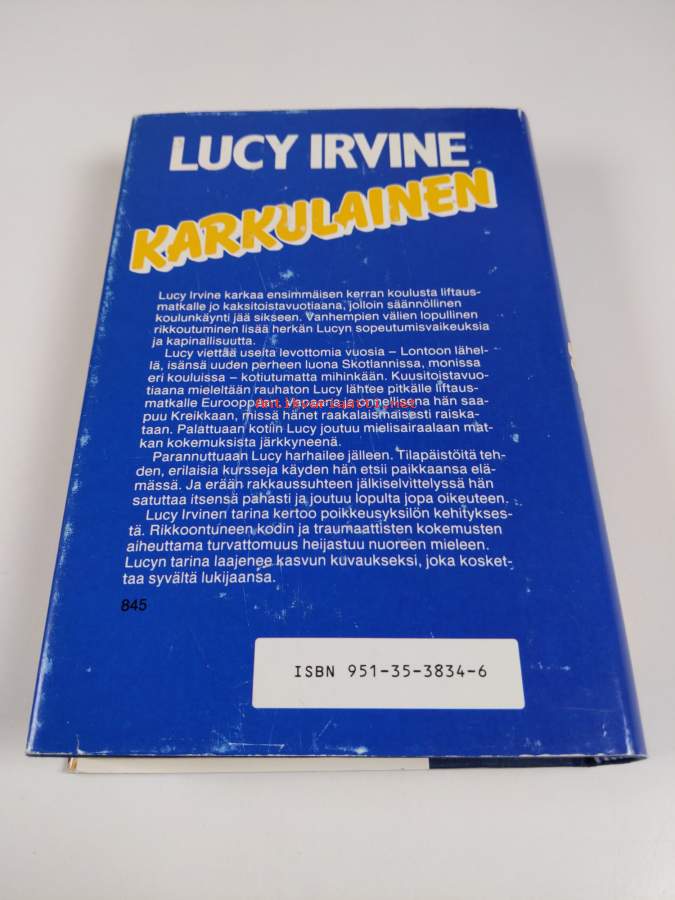 LUCY IRVINE
KARKULAINEN
Lucy Irvine karkaa ensimmäisen kerran koulusta liftaus-
matkalle jo kaksitoistavuotiaana, jolloin säännöllinen
koulunkäynti jää sikseen. Vanhempien välien lopullinen
rikkoutuminen lisää herkän Lucyn sopeutumisvaikeuksia
ja kapinallisuutta.
Lucy viettää useita levottomia vuosia – Lontoon lähel-
lä, isänsä uuden perheen luona Skotlannissa, monissa
eri kouluissa – kotiutumatta mihinkään. Kuusitoistavuo-
tiaana mieleltään rauhaton Lucy lähtee pitkälle liftaus-
matkalle Eurooppaan. Vapaana ja onnellisena hän saa-
puu Kreikkaan, missä hänet raakalaismaisesti raiska-
taan. Palattuaan kotiin Lucy joutuu mielisairaalaan mat-
kan kokemuksista järkkyneenä.
Parannuttuaan Lucy harhailee jälleen. Tilapäistöitä teh-
den, erilaisia kursseja käyden hän etsii paikkaansa elä-
mässä. Ja erään rakkaussuhteen jälkiselvittelyssä hän
satuttaa itsensä pahasti ja joutuu lopulta jopa oikeuteen.
Lucy Irvinen tarina kertoo poikkeusyksilön kehitykses-
tä. Rikkoontuneen kodin ja traumaattisten kokemusten
aiheuttama turvattomuus heijastuu nuoreen mieleen.
Lucyn tarina laajenee kasvun kuvaukseksi, joka kosket-
taa syvältä lukijaansa.
845
ISBN 951-35-3834-6